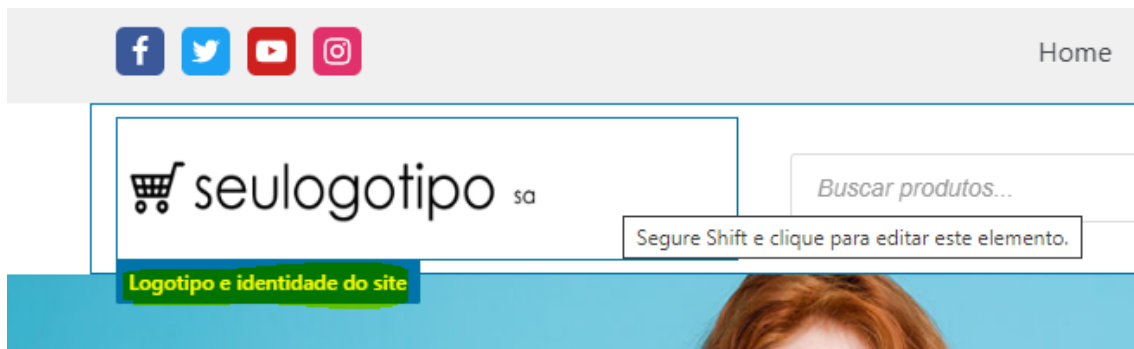 Home
seulogotipo sa
Buscar produtos...
Segure Shift e clique para editar este elemento.
Logotipo e identidade do site